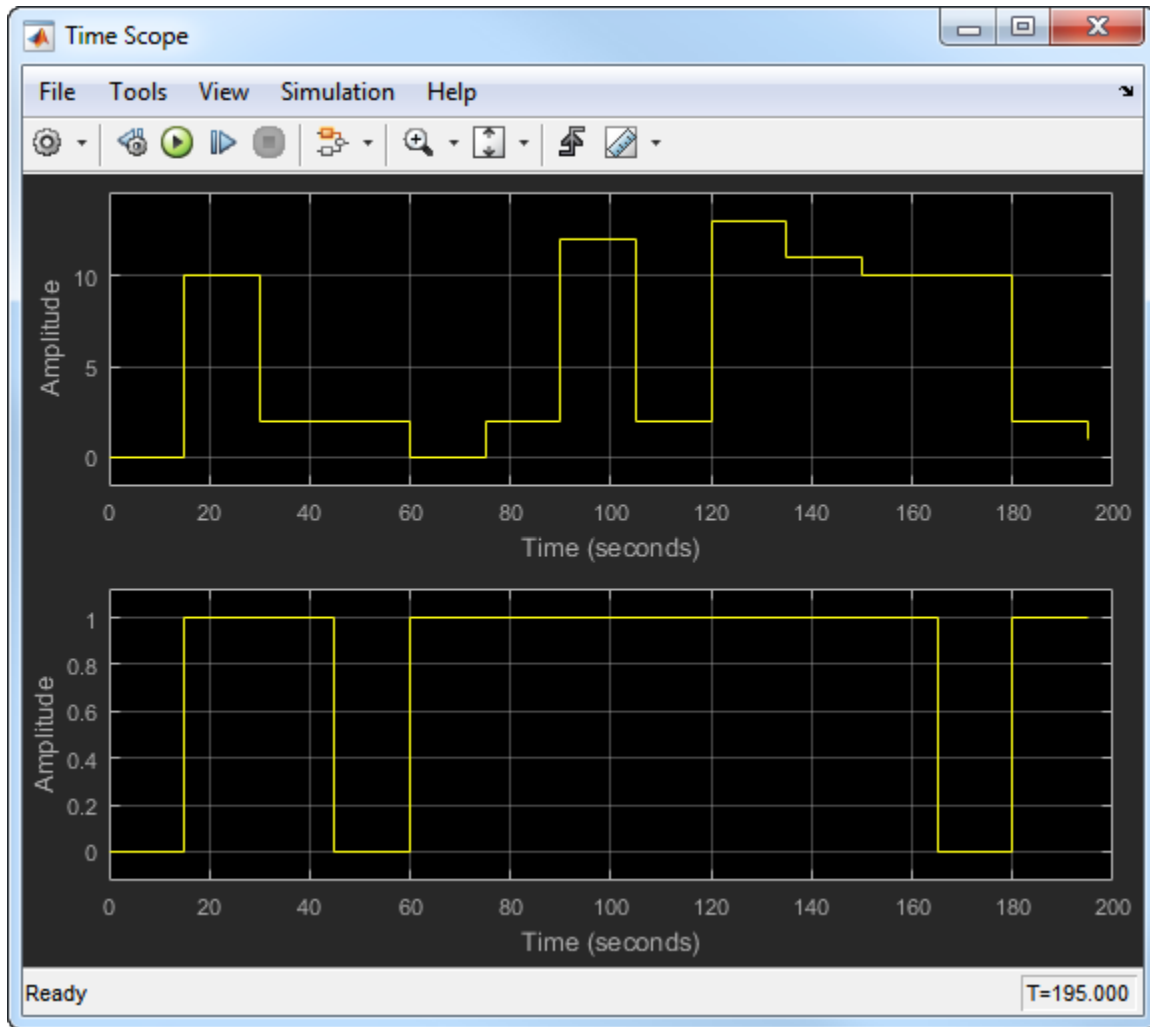 Time Scope
File Tools View Simulation Help
10
5
0
Amplitude
0 20 40 60 80 100 120 140 160 180 200
Time (seconds)
1
0.8
0.6
0.4
0.2
0
Amplitude
0 20 40 60 80 100 120 140 160 180 200
Time (seconds)
Ready T=195.000